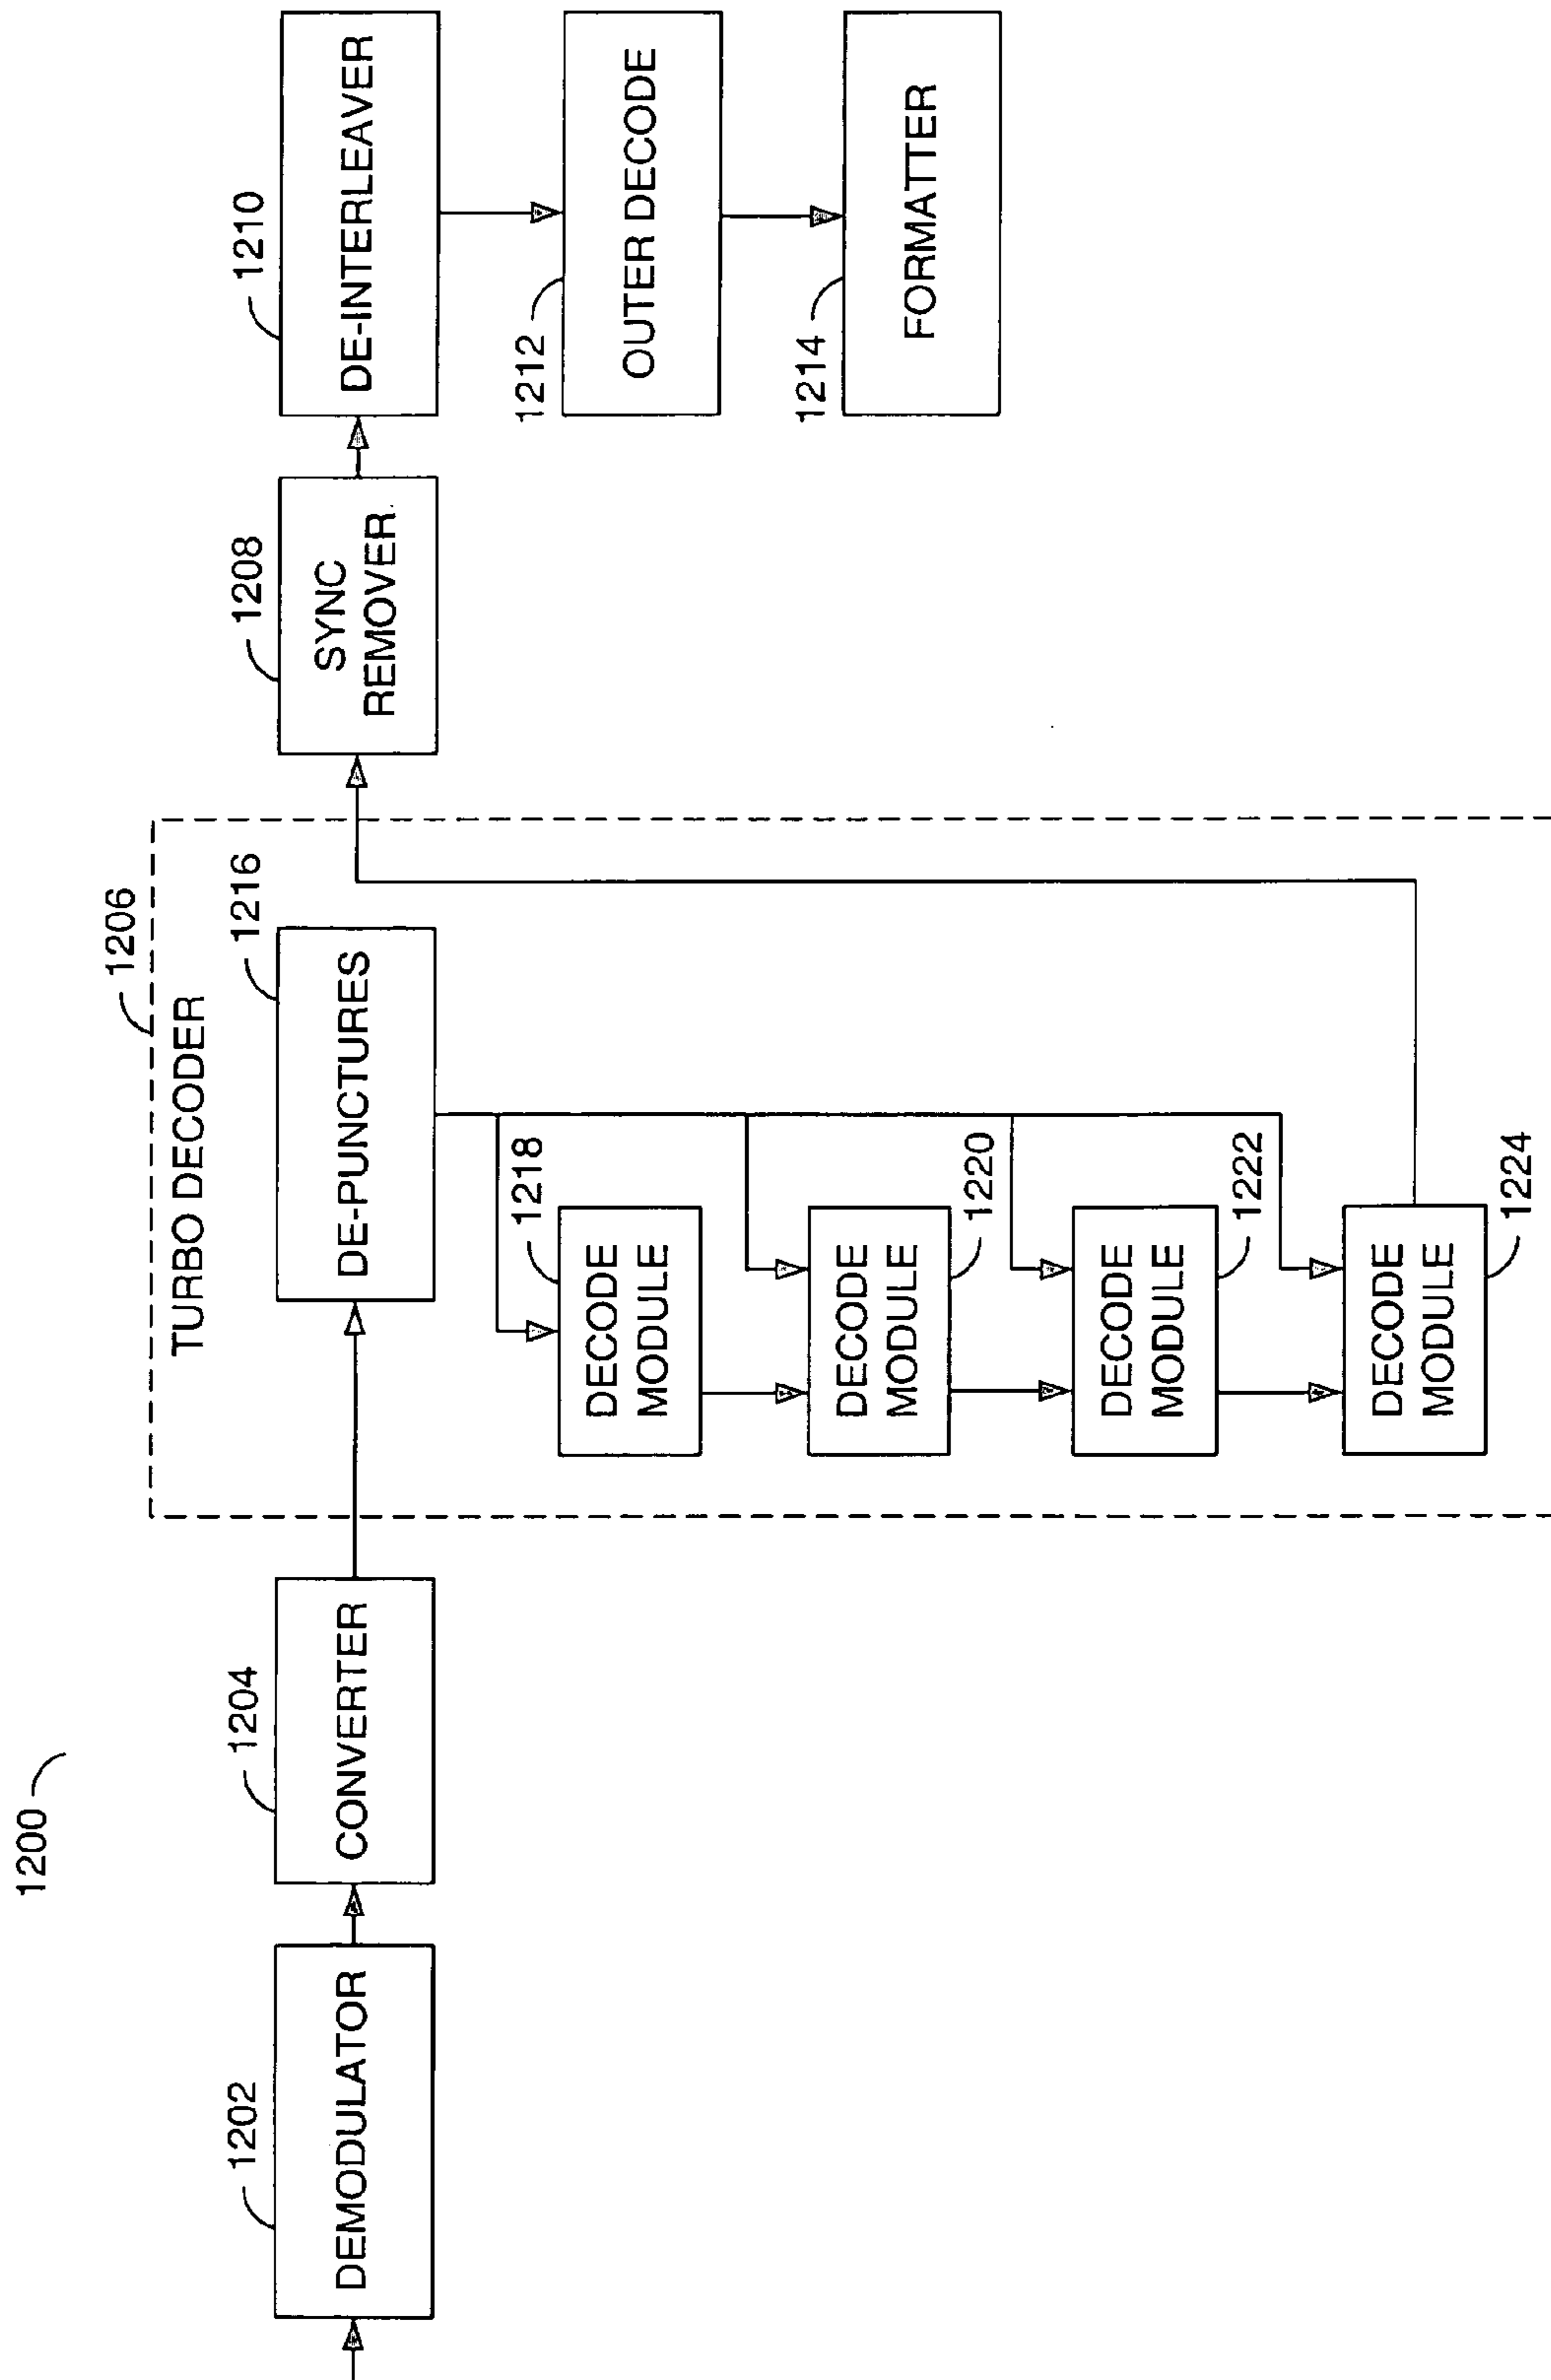 1200
1202
DEMODULATOR
1204
CONVERTER
1206
TURBO DECODER
1216
DE-PUNCTURES
1218
DECODE
MODULE
1220
DECODE
MODULE
1222
DECODE
MODULE
1224
DECODE
MODULE
1208
SYNC
REMOVER
1210
DE-INTERLEAVER
1212
OUTER DECODE
1214
FORMATTER